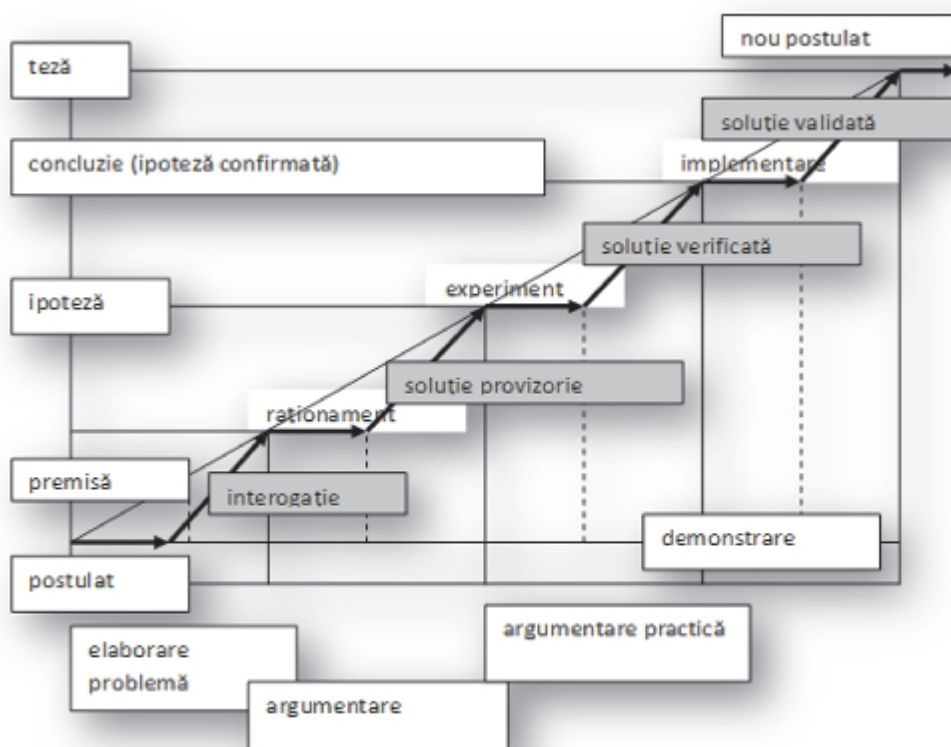 nou postulat
teză
soluție validată
concluzie (ipoteză confirmată)
implementare
soluție verificată
experiment
ipoteză
soluție provizorie
raționament
premisă
interogație
demonstrare
postulat
argumentare practică
elaborare
problemă
argumentare